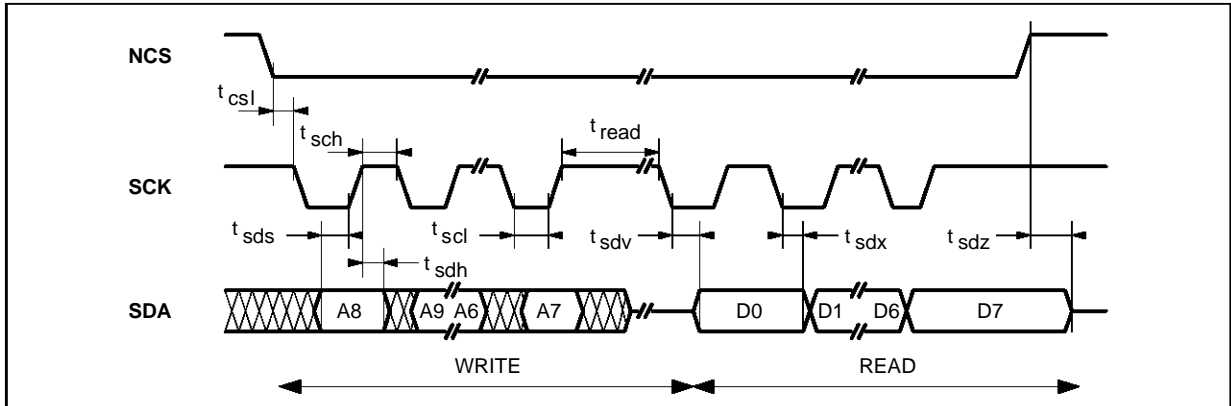 NCS
t csl
t sch
t read
SCK
t sds
t scl
t sdv
t sdx
t sdz
t sdh
SDA A8 A9 A6 A7 D0 D1 D6 D7
WRITE READ